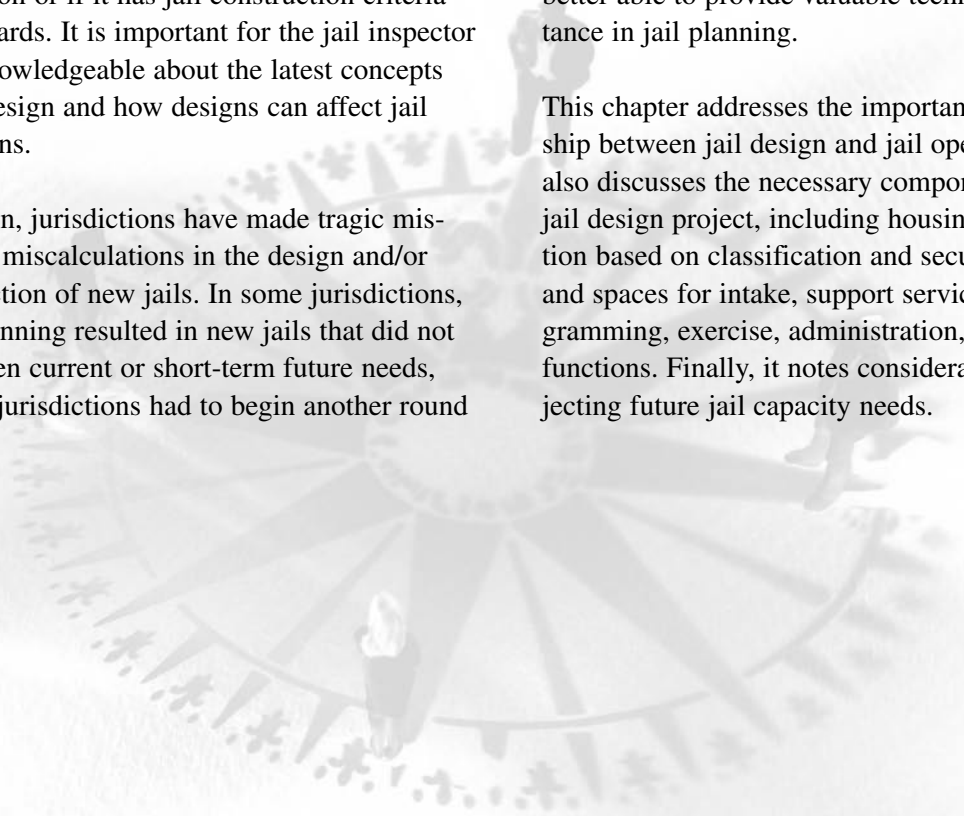 on or if it has jail construction criteria
ards. It is important for the jail inspector
owledgeable about the latest concepts
esign and how designs can affect jail
ns.
n, jurisdictions have made tragic mis-
miscalculations in the design and/or
ction of new jails. In some jurisdictions,
nning resulted in new jails that did not
en current or short-term future needs,
jurisdictions had to begin another round
better able to provide valuable techn
tance in jail planning.
This chapter addresses the importan
ship between jail design and jail ope
also discusses the necessary compo
jail design project, including housin
tion based on classification and secu
and spaces for intake, support servic
gramming, exercise, administration,
functions. Finally, it notes considera
jecting future jail capacity needs.